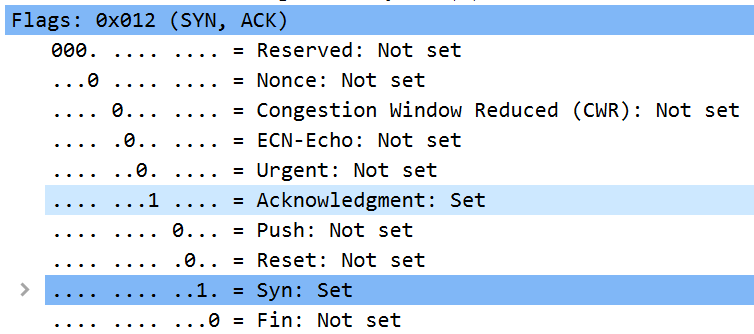 Flags: 0x012 (SYN, ACK)
000. .... .... = Reserved: Not set
...0 .... .... = Nonce: Not set
.... 0... .... = Congestion Window Reduced (CWR): Not set
.... .0.. .... = ECN-Echo: Not set
.... ..0. .... = Urgent: Not set
.... ...1 .... = Acknowledgment: Set
.... .... 0... = Push: Not set
.... .... .0.. = Reset: Not set
.... .... ..1. = Syn: Set
.... .... ...0 = Fin: Not set